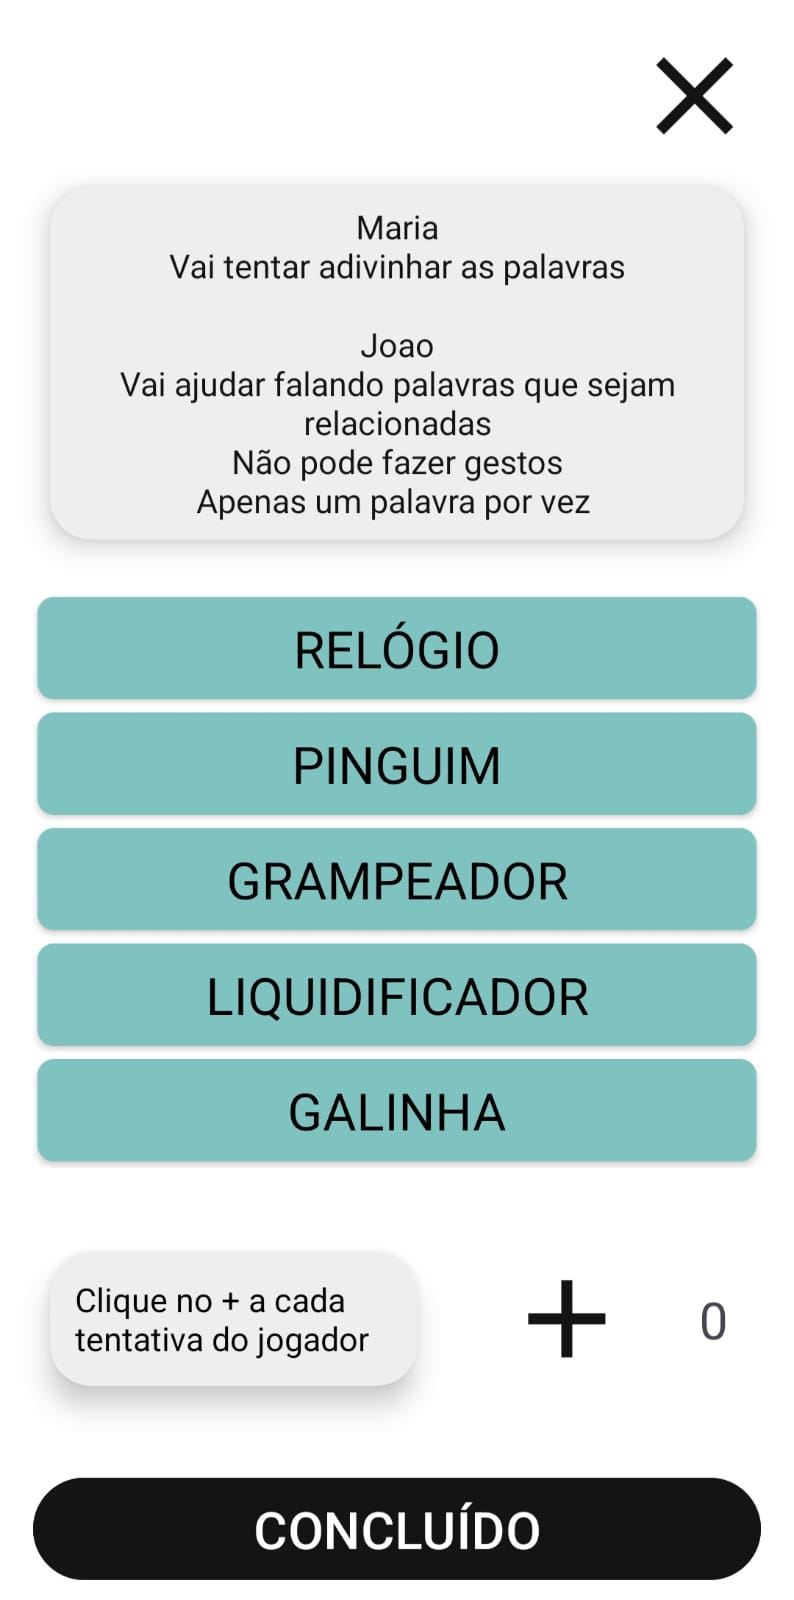 Maria
Vai tentar adivinhar as palavras
Joao
Vai ajudar falando palavras que sejam
relacionadas
Não pode fazer gestos
Apenas um palavra por vez
RELÓGIO
PINGUIM
GRAMPEADOR
LIQUIDIFICADOR
GALINHA
Clique no + a cada
tentativa do jogador
+ 0
CONCLUÍDO